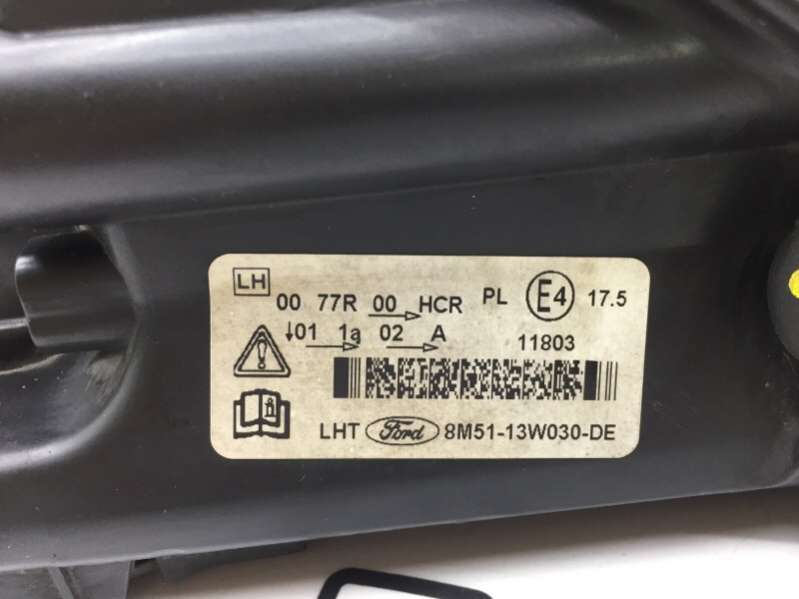 LH
00 77R 00 HCR PL E4 17.5
↓01 1a 02 A 11803
LHT Ford 8M51-13W030-DE